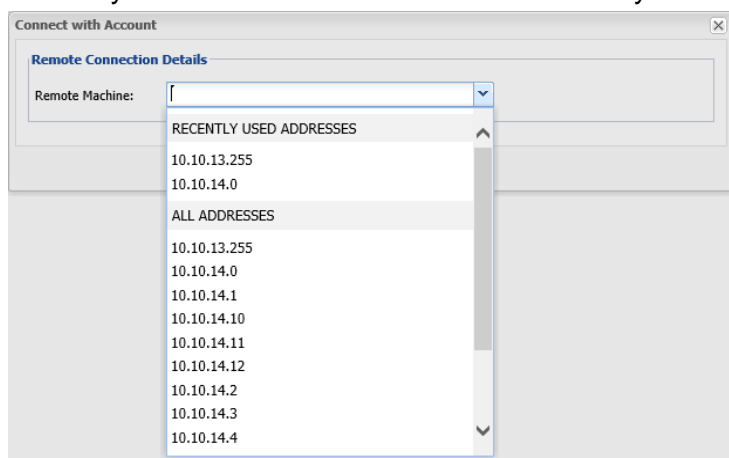 Connect with Account
Remote Connection Details
Remote Machine:
RECENTLY USED ADDRESSES
10.10.13.255
10.10.14.0
ALL ADDRESSES
10.10.13.255
10.10.14.0
10.10.14.1
10.10.14.10
10.10.14.11
10.10.14.12
10.10.14.2
10.10.14.3
10.10.14.4